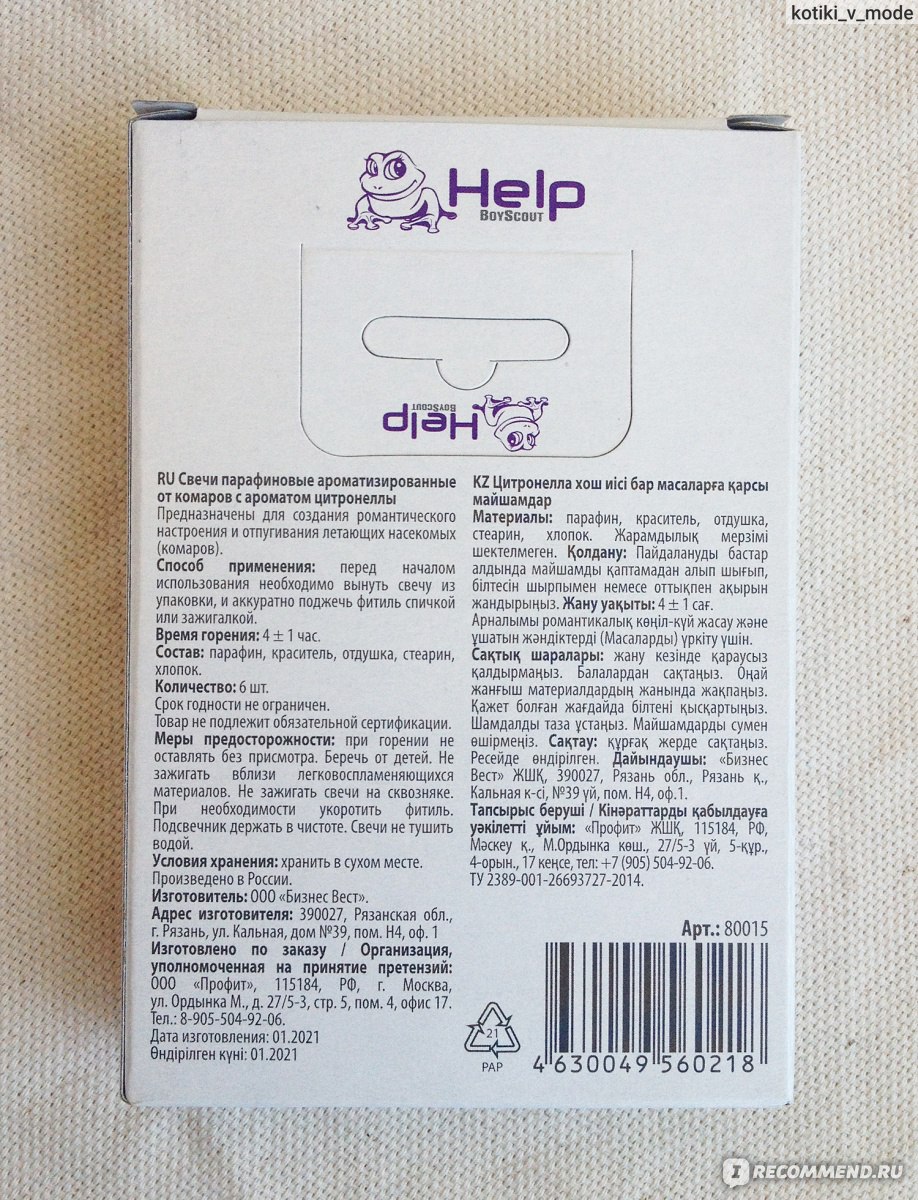 kotiki_v_mode
Help
BoyScout
Help
BoyScout
RU Свечи парафиновые ароматизированные
от комаров с ароматом цитронеллы
Предназначены для создания романтического
настроения и отпугивания летающих насекомых
(комаров).
Способ применения: перед началом
использования необходимо вынуть свечу из
упаковки, и аккуратно поджечь фитиль спичкой
или зажигалкой.
Время горения: 4 ± 1 час.
Состав: парафин, краситель, отдушка, стеарин,
хлопок.
Количество: 6 шт.
Срок годности не ограничен.
Товар не подлежит обязательной сертификации.
Меры предосторожности: при горении не
оставлять без присмотра. Беречь от детей. Не
зажигать вблизи легковоспламеняющихся
материалов. Не зажигать свечи на сквозняке.
При необходимости укоротить фитиль.
Подсвечник держать в чистоте. Свечи не тушить
водой.
Условия хранения: хранить в сухом месте.
Произведено в России.
Изготовитель: ООО «Бизнес Вест».
Адрес изготовителя: 390027, Рязанская обл.,
г. Рязань, ул. Кальная, дом №39, пом. Н4, оф. 1
Изготовлено по заказу / Организация,
уполномоченная на принятие претензий:
ООО «Профит», 115184, РФ, г. Москва,
ул. Ордынка М., д. 27/5-3, стр. 5, пом. 4, офис 17.
Тел.: 8-905-504-92-06.
Дата изготовления: 01.2021
Өндірілген күні: 01.2021
KZ Цитронелла хош иісі бар масаларға қарсы
майшамдар
Материалы: парафин, краситель, отдушка,
стеарин, хлопок. Жарамдылық мерзімі
шектелмеген. Қолдану: Пайдалануды бастар
алдында майшамды қаптамадан алып шығып,
білтесін шырпымен немесе оттықпен ақырын
жандырыңыз. Жану уақыты: 4 ± 1 сағ.
Арналымы романтикалық көңіл-күй жасау және
ұшатын жәндіктерді (Масаларды) үркіту үшін.
Сақтық шаралары: жану кезінде қараусыз
қалдырмаңыз. Балалардан сақтаңыз. Оңай
жанғыш материалдардың жанында жақпаңыз.
Қажет болған жағдайда білтені қысқартыңыз.
Шамдалды таза ұстаңыз. Майшамдарды сумен
өшірмеңіз. Сақтау: құрғақ жерде сақтаңыз.
Ресейде өндірілген. Дайындаушы: «Бизнес
Вест» ЖШҚ, 390027, Рязань обл., Рязань қ.,
Кальная к-сі, №39 үй, пом. Н4, оф.1.
Тапсырыс беруші / Кінәраттарды қабылдауға
уәкілетті ұйым: «Профит» ЖШҚ, 115184, РФ,
Мәскеу қ., М.Ордынка көш., 27/5-3 үй, 5-құр.,
4-орын., 17 кеңсе, тел: +7 (905) 504-92-06.
ТУ 2389-001-26693727-2014.
Арт.: 80015
21
PAP
4 630049 560218
IRECOMMEND.RU